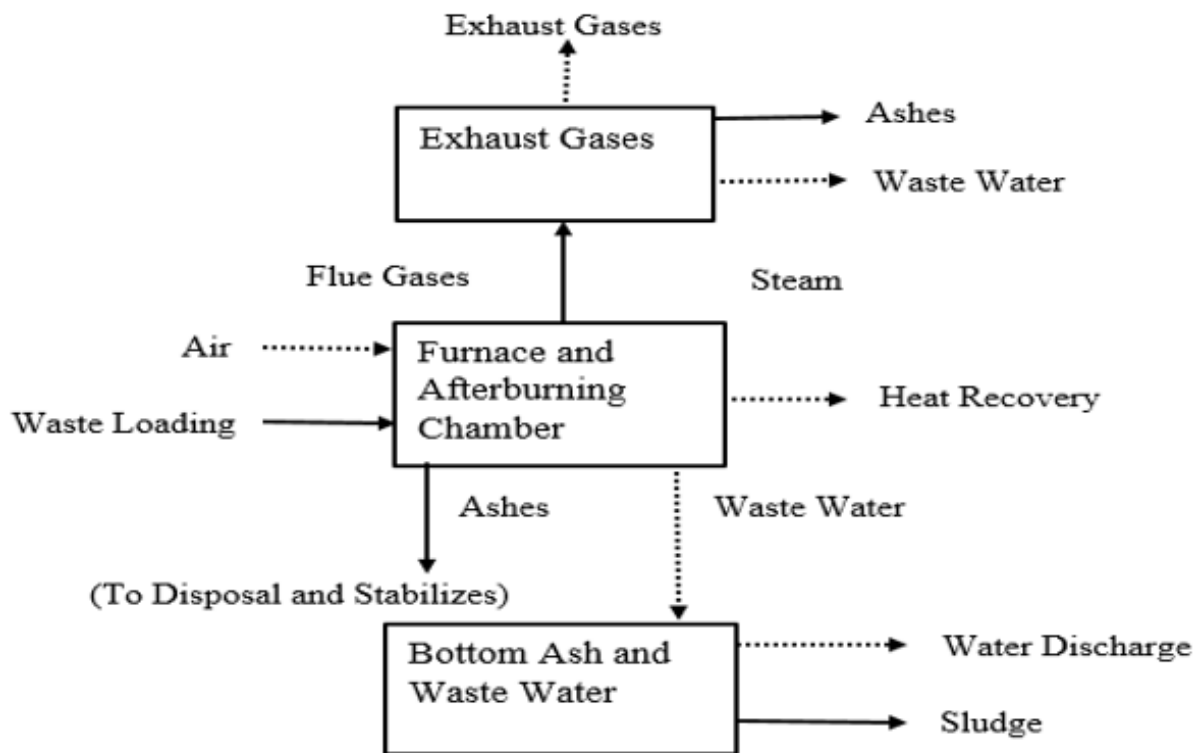 Exhaust Gases
Exhaust Gases
Ashes
Waste Water
Flue Gases
Steam
Air
Furnace and
Afterburning
Chamber
Heat Recovery
Waste Loading
Ashes
Waste Water
(To Disposal and Stabilizes)
Bottom Ash and
Waste Water
Water Discharge
Sludge